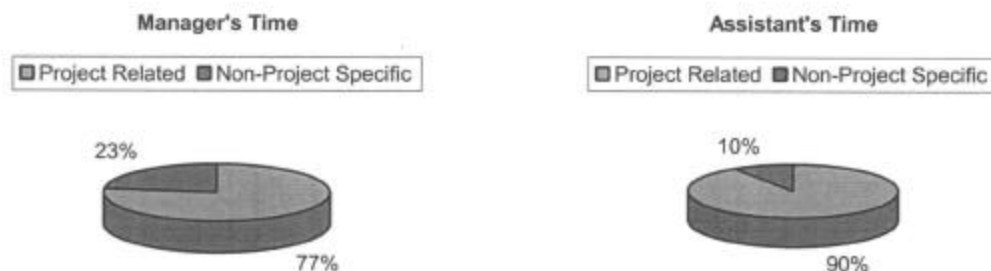 Manager's Time
Project Related Non-Project Specific
23%
77%
Assistant's Time
Project Related Non-Project Specific
10%
90%